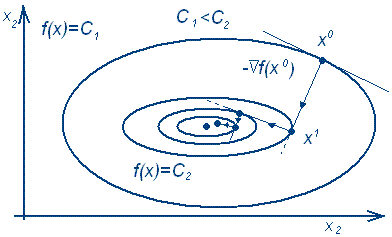 x₂
f(x)=C₁
C₁<C₂
x⁰
-∇f(x⁰)
x¹
f(x)=C₂
x₂